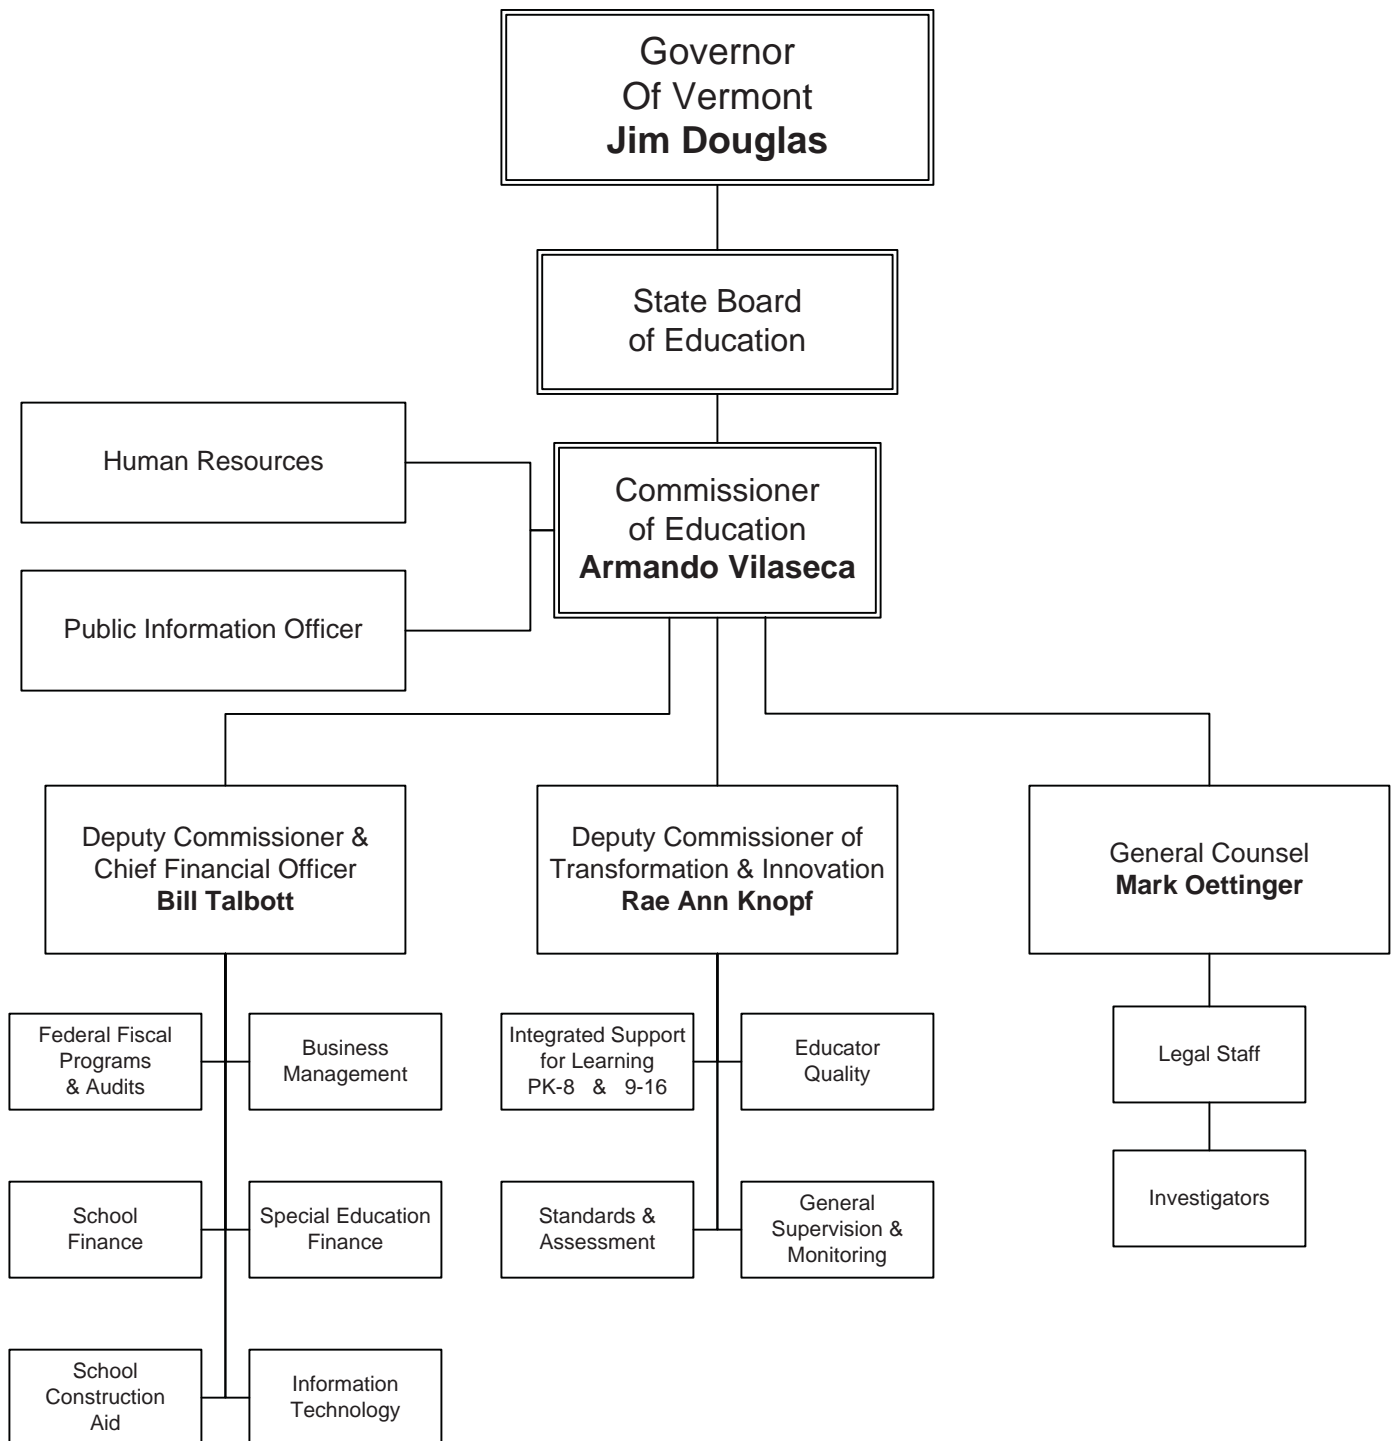 Governor
Of Vermont
Jim Douglas
State Board
of Education
Human Resources
Commissioner
of Education
Armando Vilaseca
Public Information Officer
Deputy Commissioner &
Chief Financial Officer
Bill Talbott
Deputy Commissioner of
Transformation & Innovation
Rae Ann Knopf
General Counsel
Mark Oettinger
Federal Fiscal
Programs
& Audits
Business
Management
Integrated Support
for Learning
PK-8 & 9-16
Educator
Quality
Legal Staff
School
Finance
Special Education
Finance
Standards &
Assessment
General
Supervision &
Monitoring
Investigators
School
Construction
Aid
Information
Technology